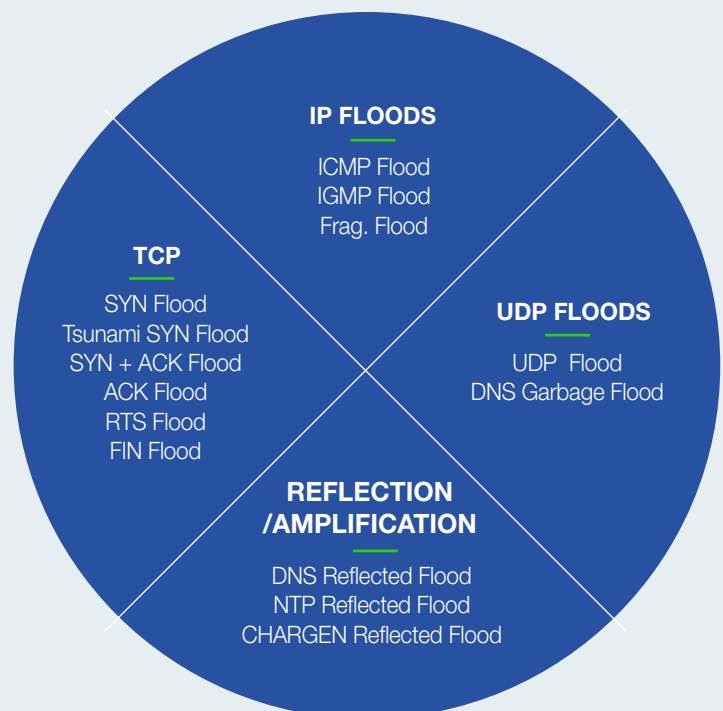 IP FLOODS
ICMP Flood
IGMP Flood
Frag. Flood
TCP
SYN Flood
Tsunami SYN Flood
SYN + ACK Flood
ACK Flood
RTS Flood
FIN Flood
UDP FLOODS
UDP Flood
DNS Garbage Flood
REFLECTION
/AMPLIFICATION
DNS Reflected Flood
NTP Reflected Flood
CHARGEN Reflected Flood